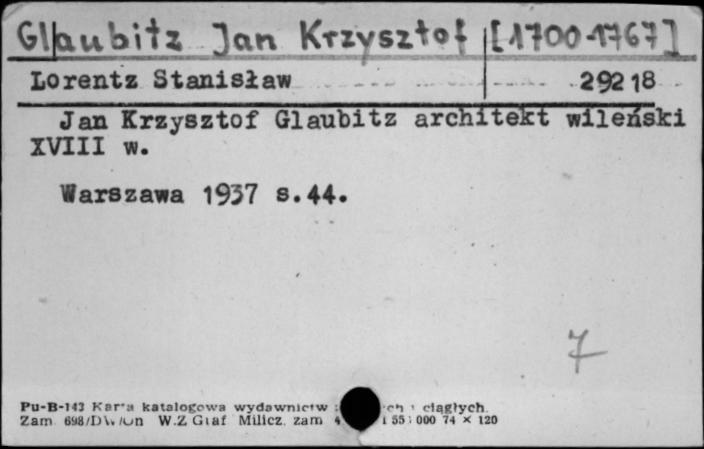 Glaubitz Jan Krzysztof [1700-1767]
Lorentz Stanisław 29218
Jan Krzysztof Glaubitz architekt wileński
XVIII w.
Warszawa 1937 s.44.
7
Pu-B-143 Karta katalogowa wydawnictw ciągłych.
Zam. 698/ W.Z Graf Milicz. zam 000 74 × 120